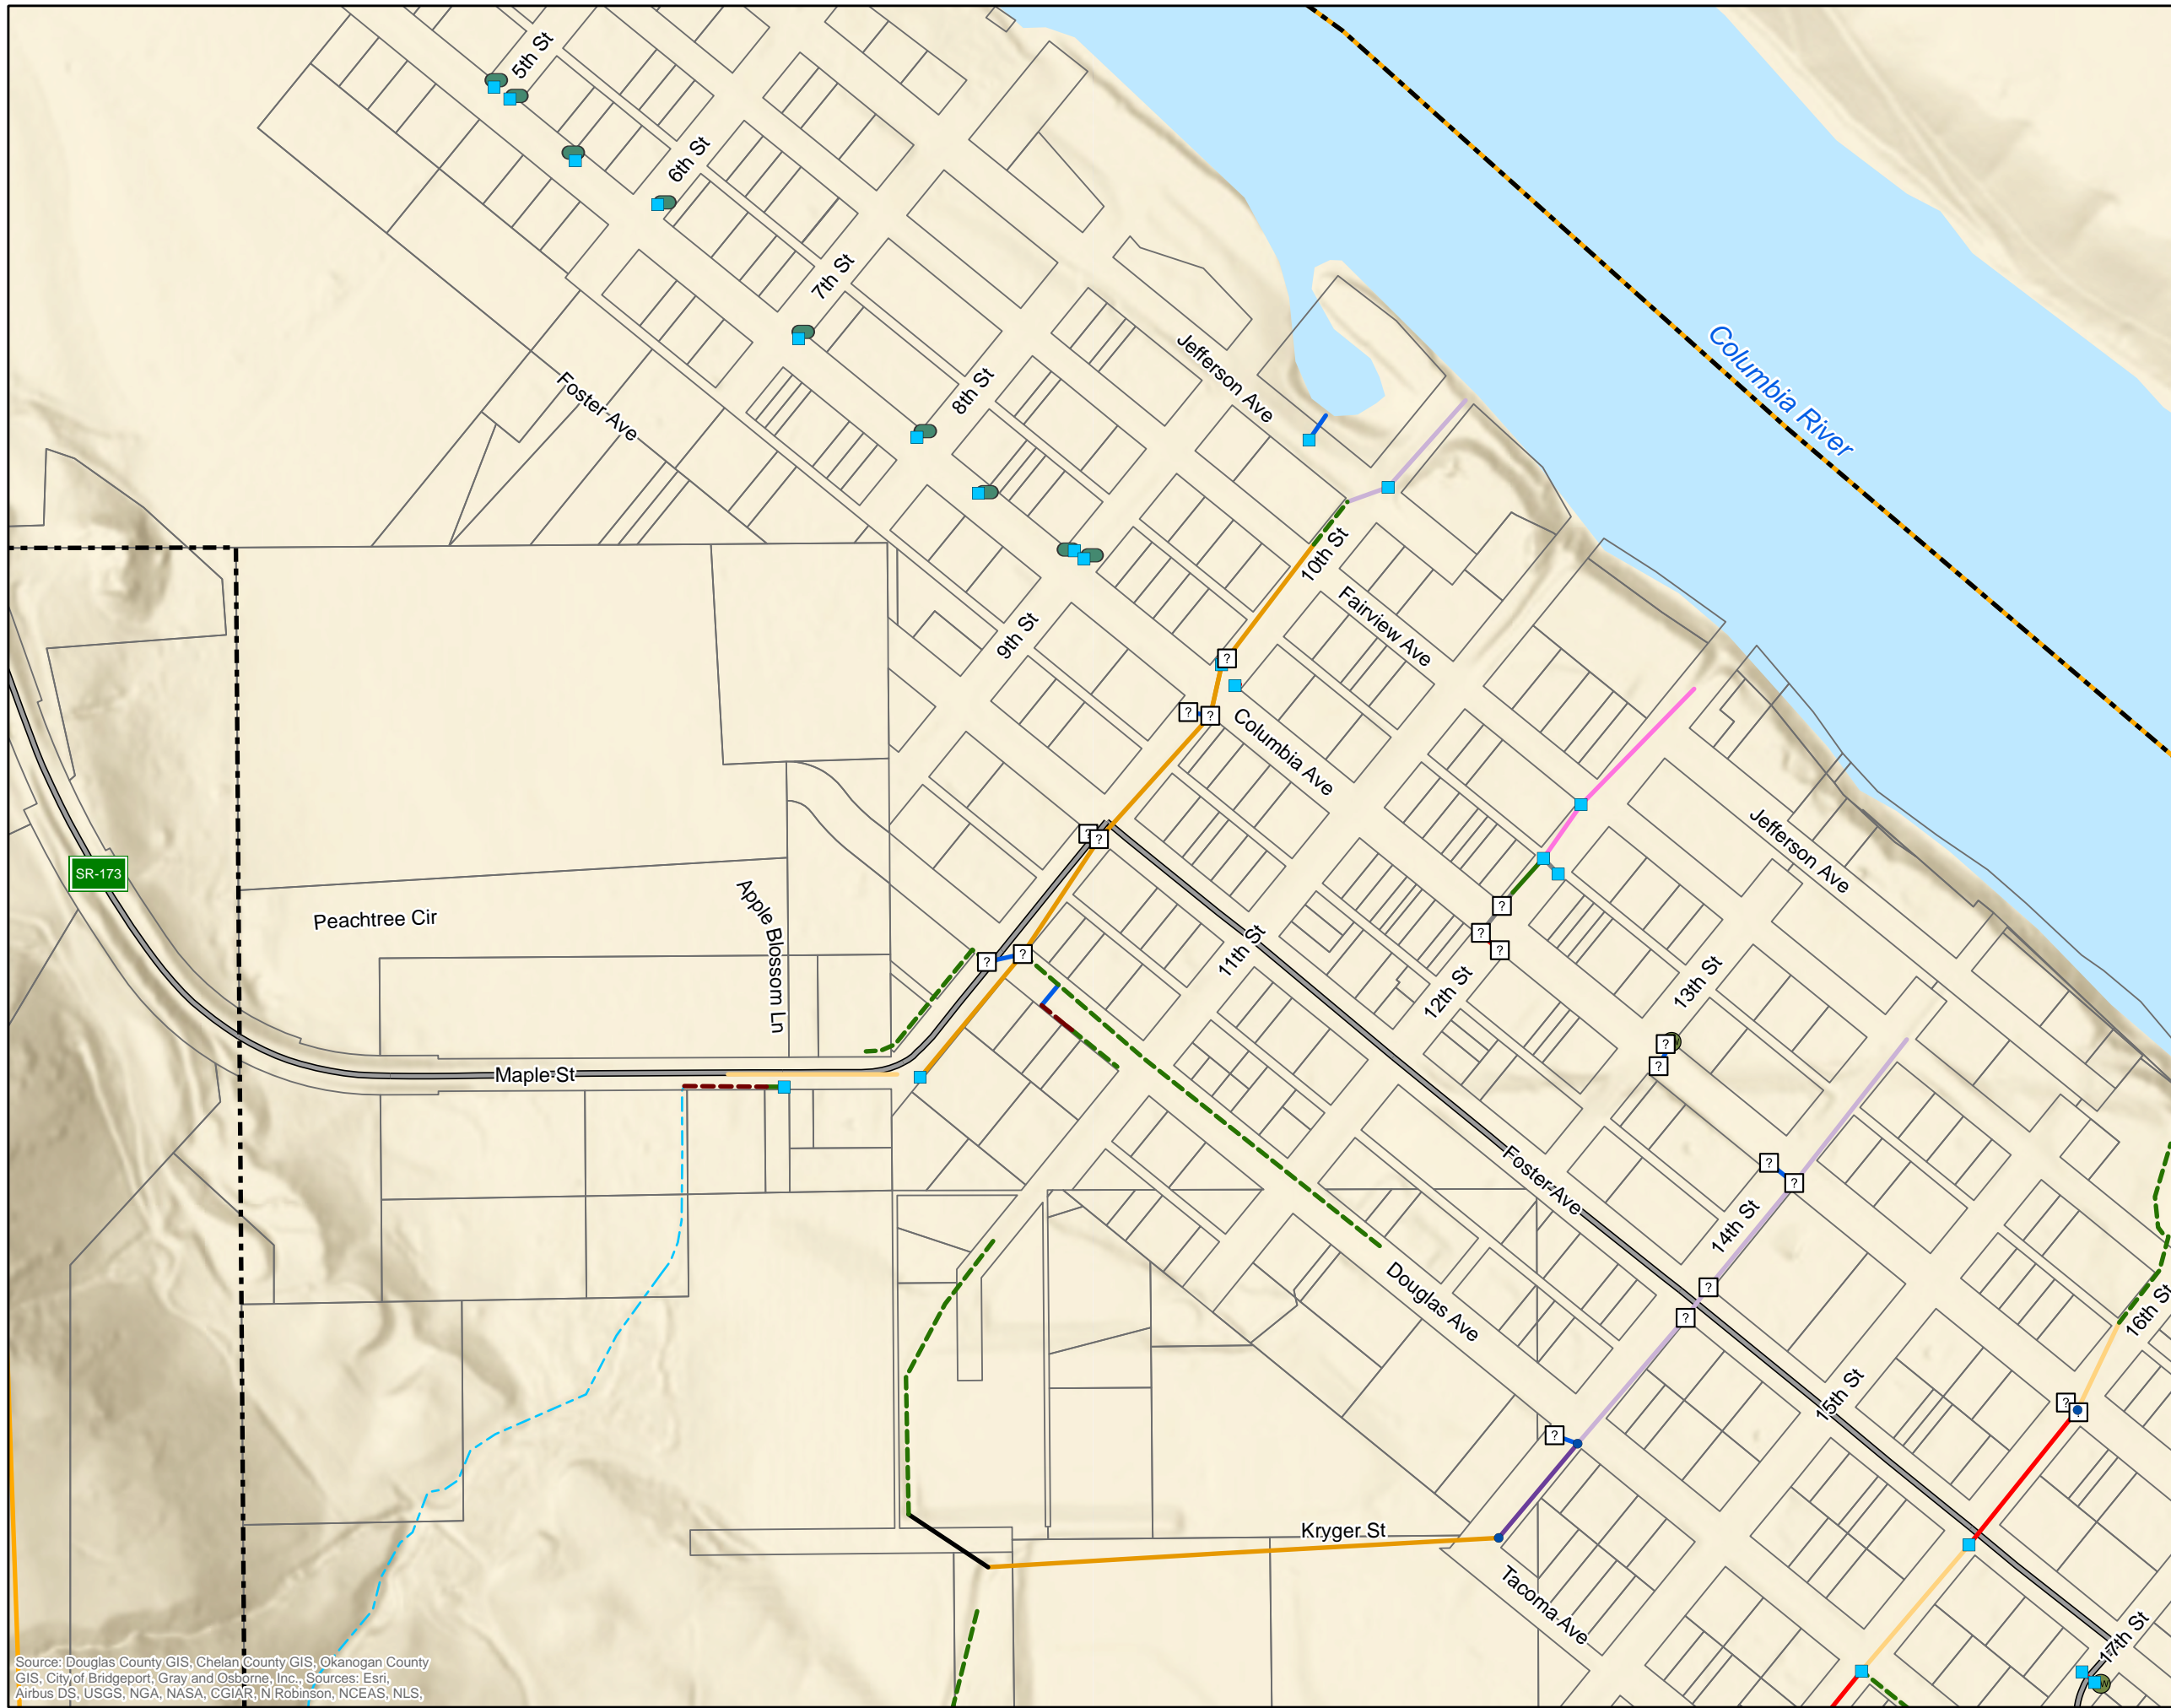 5th St
6th St
7th St
8th St
Foster Ave
Jefferson Ave
Columbia River
10th St
9th St
Fairview Ave
Columbia Ave
?
?
?
Jefferson Ave
?
?
SR-173
Peachtree Cir
Apple Blossom Ln
11th St
?
?
?
12th St
13th St
?
?
?
?
Maple St
W
Foster Ave
?
?
14th St
?
?
16th St
Douglas Ave
15th St
?
?
Kryger St
Tacoma Ave
17th St
W
Source: Douglas County GIS, Chelan County GIS, Okanogan County
GIS, City of Bridgeport, Gray and Osborne, Inc., Sources: Esri,
Airbus DS, USGS, NGA, NASA, CGIAR, N Robinson, NCEAS, NLS,